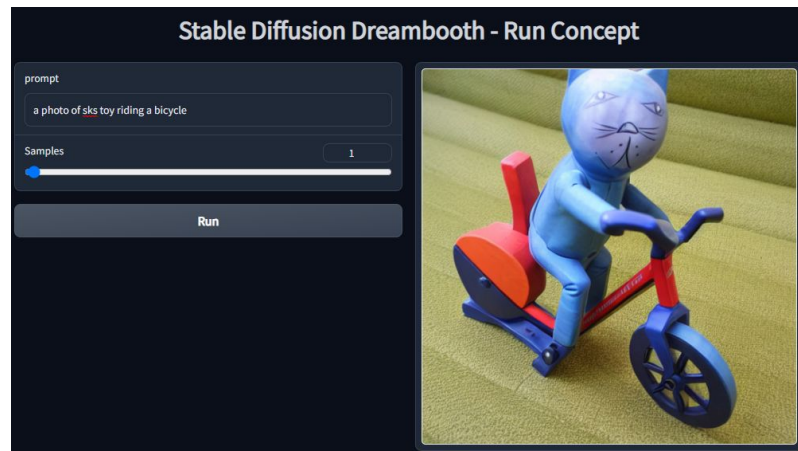 Stable Diffusion Dreambooth - Run Concept
prompt
a photo of sks toy riding a bicycle
Samples
1
Run